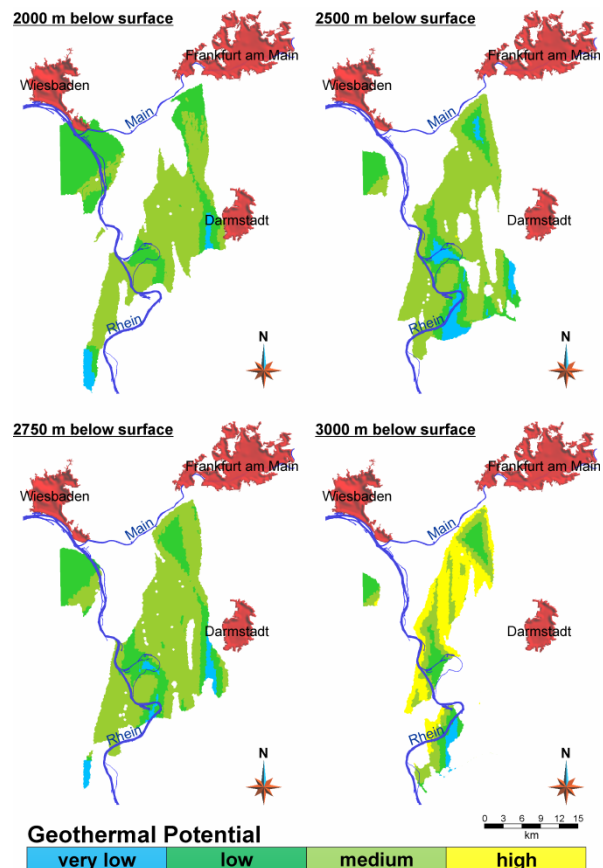 2000 m below surface
Frankfurt am Main
Wiesbaden
Main
Darmstadt
Rhein
N
2500 m below surface
Frankfurt am Main
Wiesbaden
Main
Darmstadt
Rhein
N
2750 m below surface
Frankfurt am Main
Wiesbaden
Main
Darmstadt
Rhein
N
3000 m below surface
Frankfurt am Main
Wiesbaden
Main
Darmstadt
Rhein
N
0 3 6 9 12 15
km
Geothermal Potential
very low low medium high